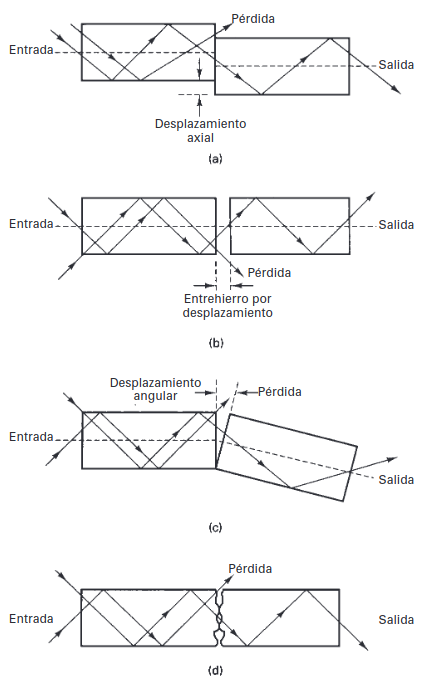 Pérdida
Entrada
Salida
Desplazamiento
axial
(a)
Entrada
Salida
Pérdida
Entrehierro por
desplazamiento
(b)
Desplazamiento
angular
Pérdida
Entrada
Salida
(c)
Pérdida
Entrada
Salida
(d)